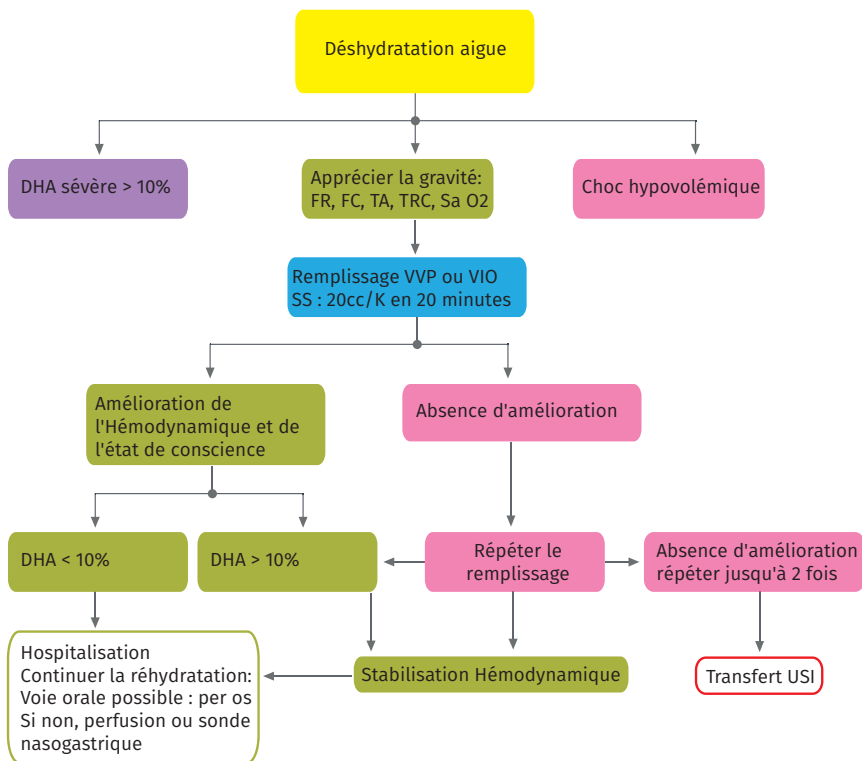 Déshydratation aigue
DHA sévère > 10%
Apprécier la gravité:
FR, FC, TA, TRC, Sa O2
Choc hypovolémique
Remplissage VVP ou VIO
SS : 20cc/K en 20 minutes
Amélioration de
l'Hémodynamique et de
l'état de conscience
Absence d'amélioration
DHA < 10%
DHA > 10%
Répéter le
remplissage
Absence d'amélioration
répéter jusqu'à 2 fois
Hospitalisation
Continuer la réhydratation:
Voie orale possible : per os
Si non, perfusion ou sonde
nasogastrique
Stabilisation Hémodynamique
Transfert USI